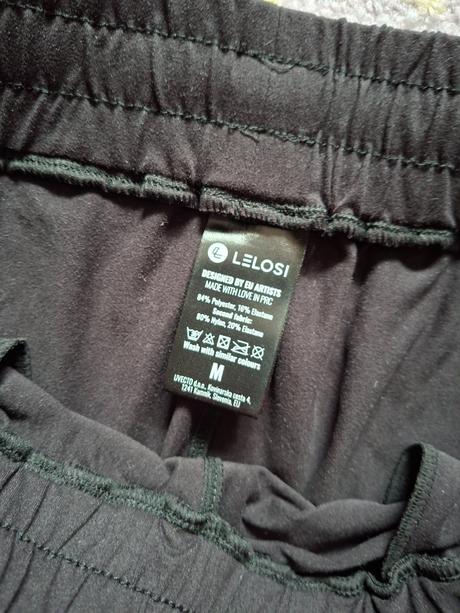 LELOSI
DESIGNED BY EU ARTISTS
MADE WITH LOVE IN PRC
84% Polyester, 16% Elastane
Second fabric:
80% Nylon, 20% Elastane
Wash with similar colours
M
UVECTO d.o.o., Kovinarska cesta 4,
1241 Kamnik, Slovenia, EU